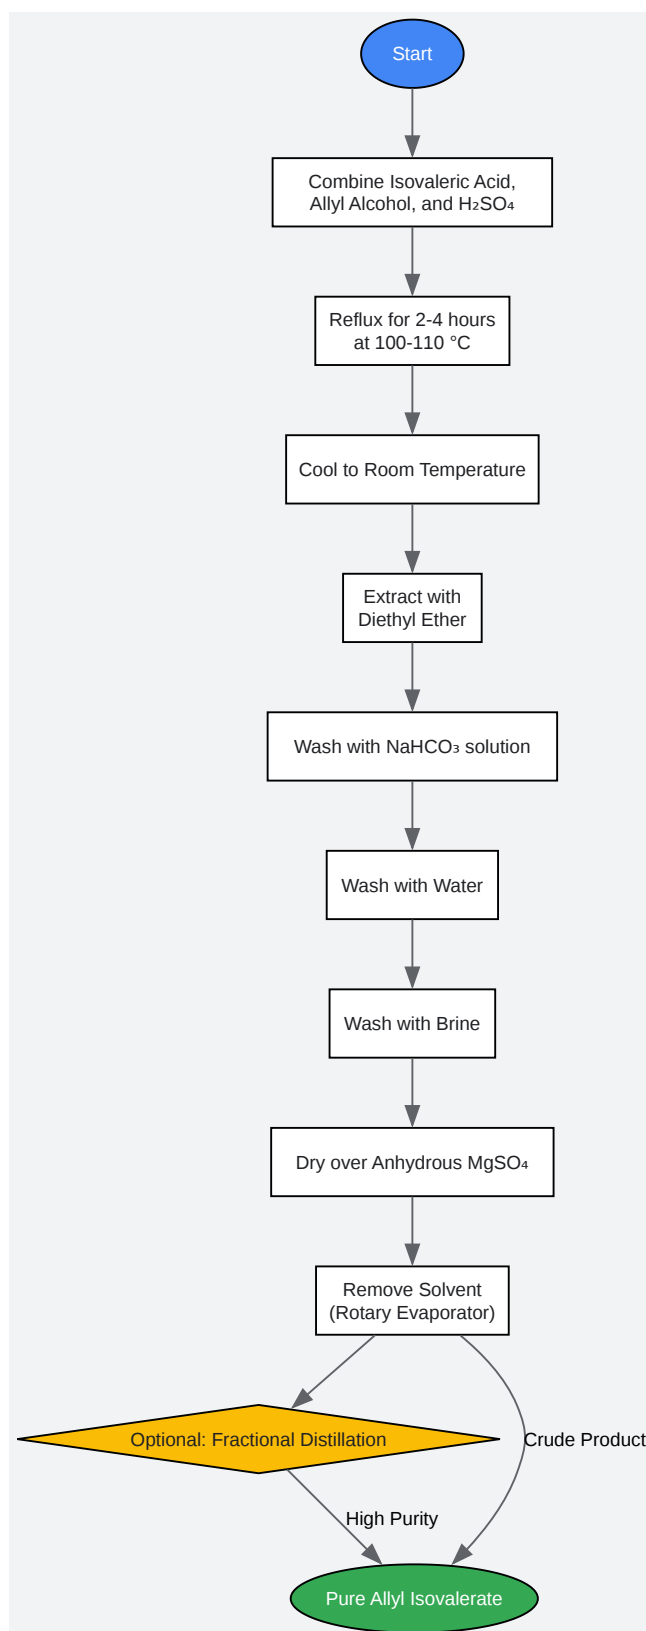 Start
Combine Isovaleric Acid,
Allyl Alcohol, and H₂SO₄
Reflux for 2-4 hours
at 100-110 °C
Cool to Room Temperature
Extract with
Diethyl Ether
Wash with NaHCO₃ solution
Wash with Water
Wash with Brine
Dry over Anhydrous MgSO₄
Remove Solvent
(Rotary Evaporator)
Optional: Fractional Distillation
Crude Product
High Purity
Pure Allyl Isovalerate